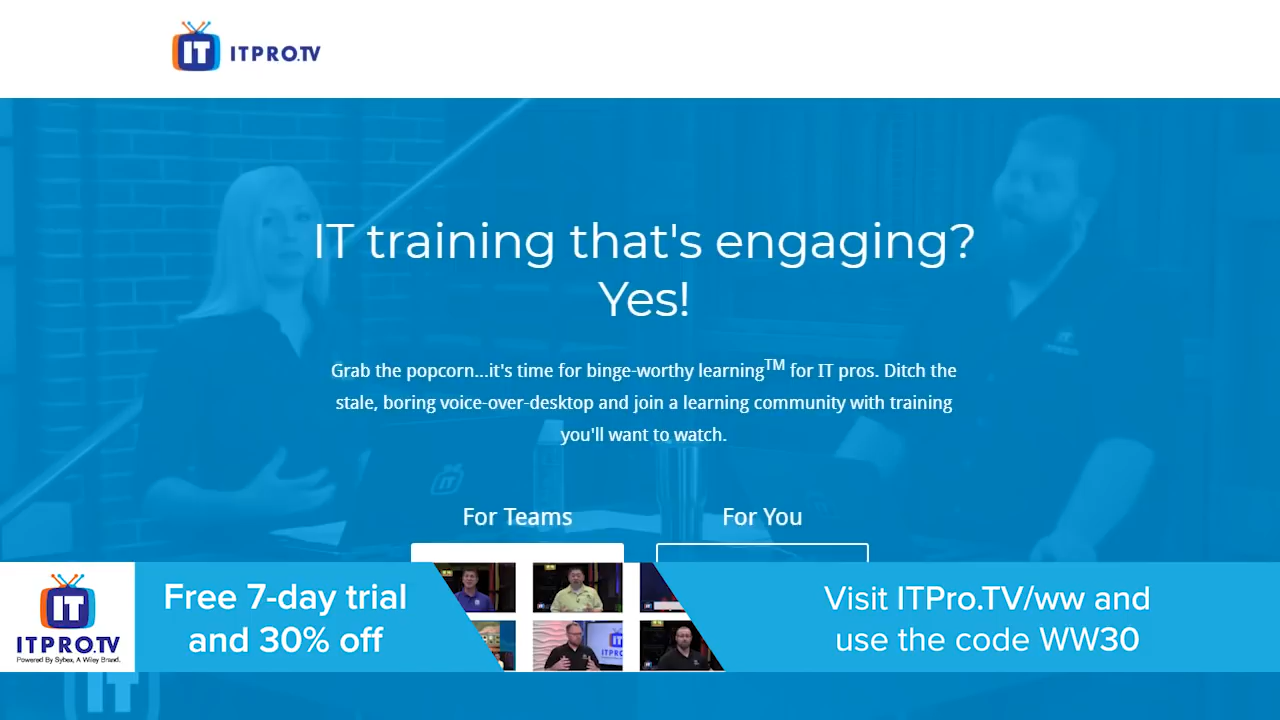 IT ITPRO.TV
IT training that's engaging?
Yes!
Grab the popcorn...it's time for binge-worthy learning™ for IT pros. Ditch the
stale, boring voice-over-desktop and join a learning community with training
you'll want to watch.
For Teams
For You
IT
ITPRO.TV
Powered By Sybex, A Wiley Brand.
Free 7-day trial
and 30% off
Visit ITPro.TV/ww and
use the code WW30
IT